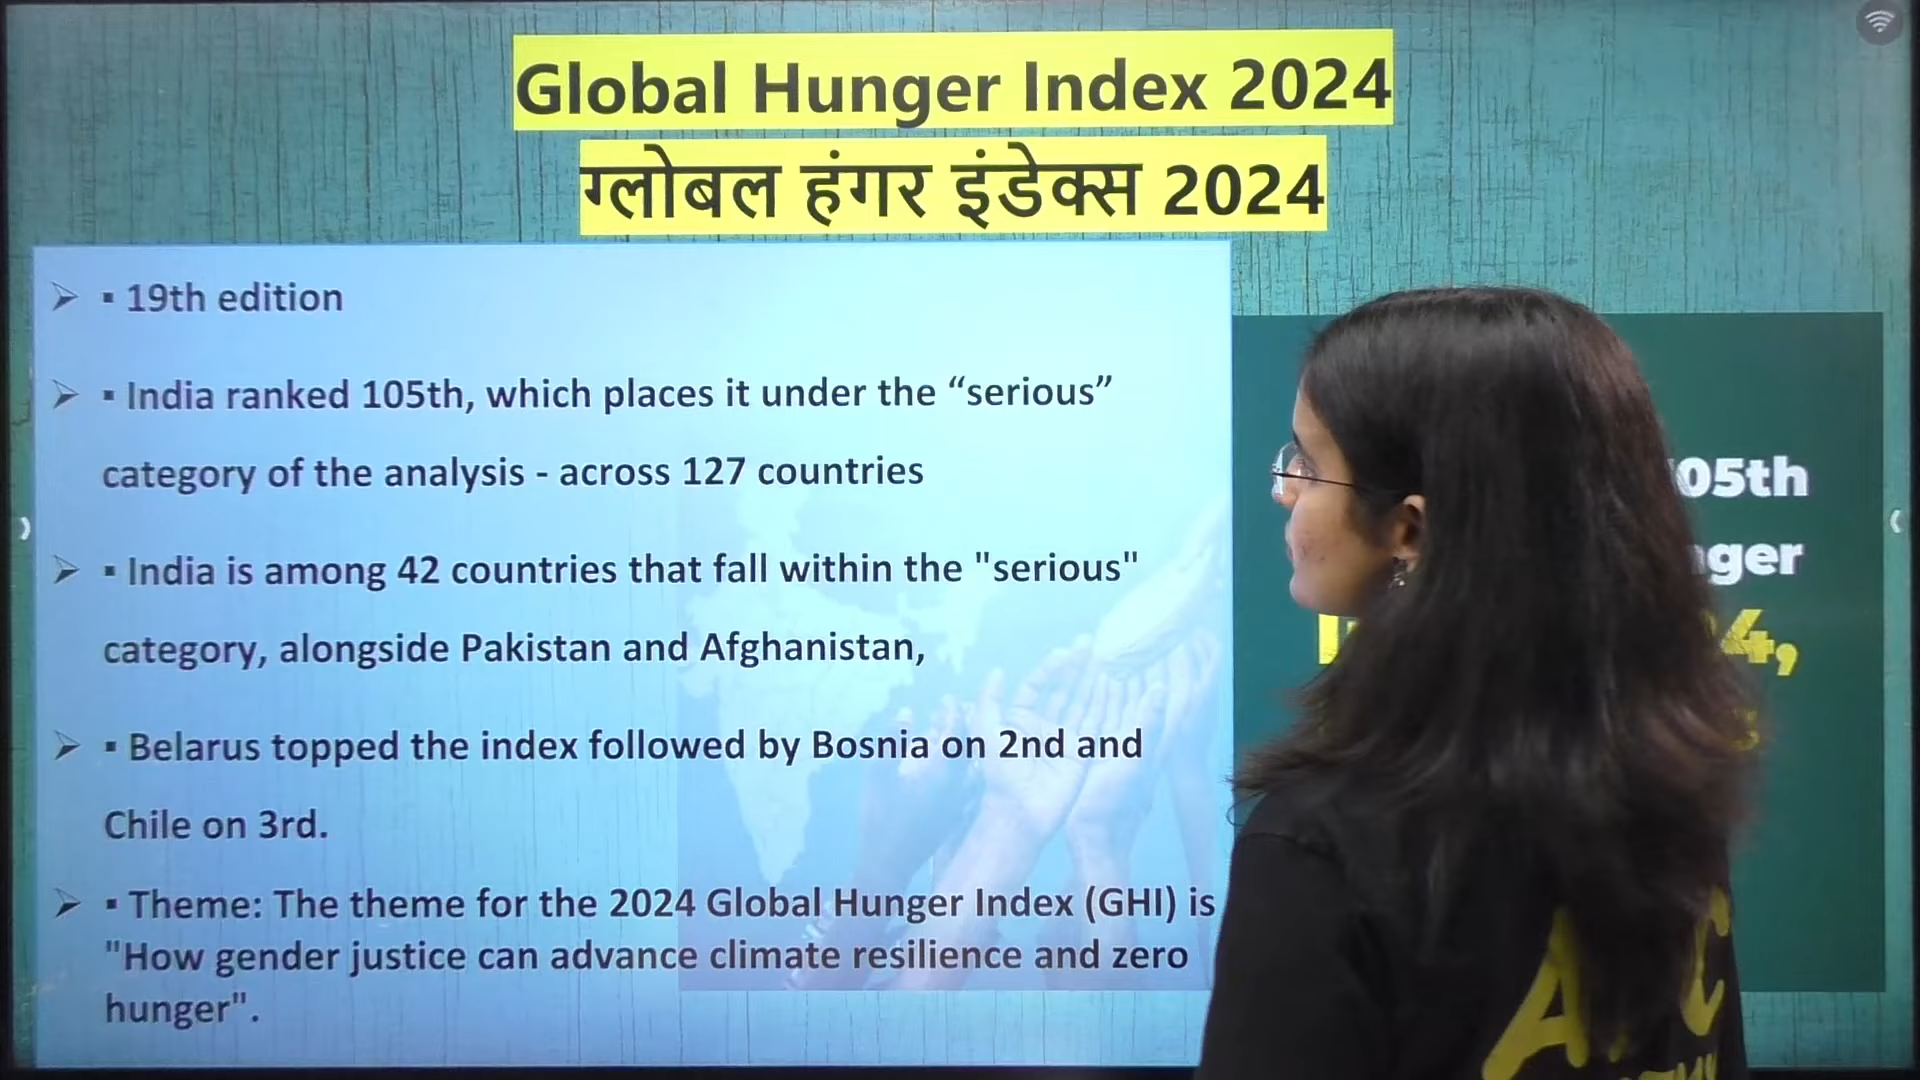 Global Hunger Index 2024
ग्लोबल हंगर इंडेक्स 2024
▪ 19th edition
▪ India ranked 105th, which places it under the “serious”
category of the analysis - across 127 countries
▪ India is among 42 countries that fall within the "serious"
category, alongside Pakistan and Afghanistan,
▪ Belarus topped the index followed by Bosnia on 2nd and
Chile on 3rd.
▪ Theme: The theme for the 2024 Global Hunger Index (GHI) is
"How gender justice can advance climate resilience and zero
hunger".